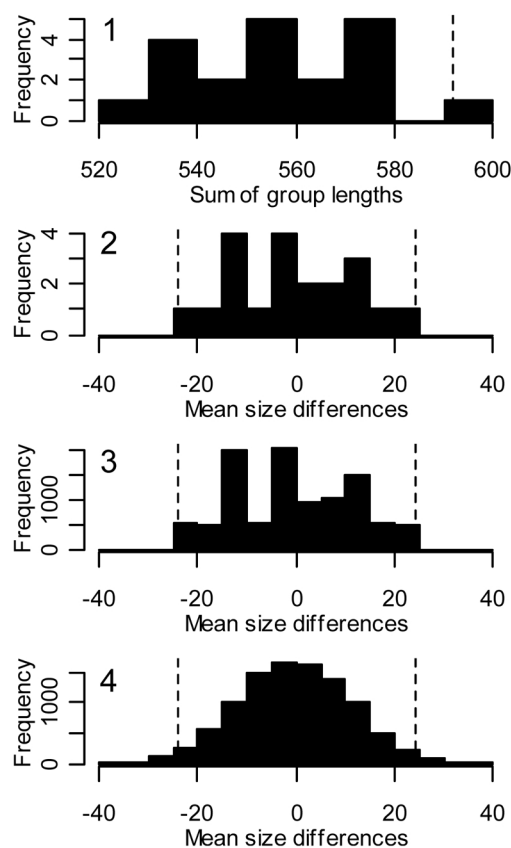 1
Frequency
0 2 4
520 540 560 580 600
Sum of group lengths
2
Frequency
0 2 4
-40 -20 0 20 40
Mean size differences
3
Frequency
0 1000
-40 -20 0 20 40
Mean size differences
4
Frequency
0 1000
-40 -20 0 20 40
Mean size differences